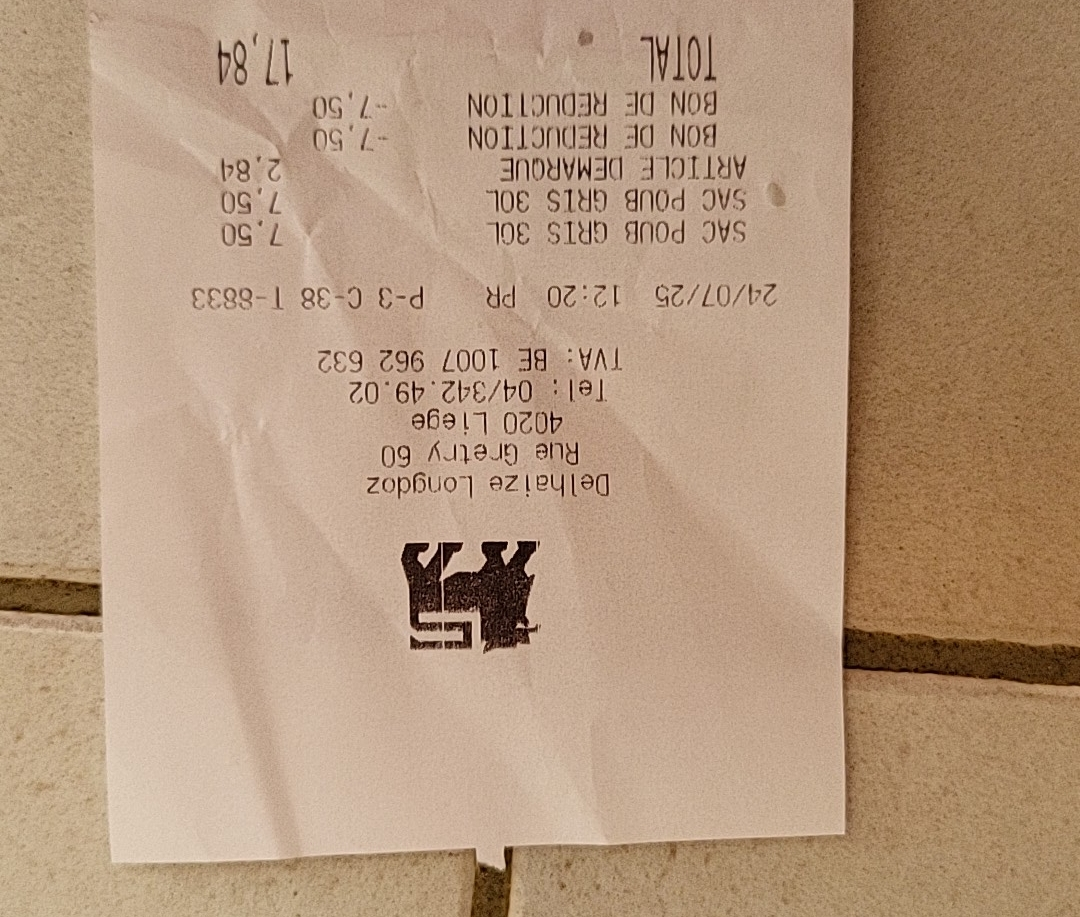 Delhaize Longdoz
Rue Gretry 60
4020 Liege
Tel: 04/342.49.02
TVA: BE 1007 962 632
24/07/25 12:20 PR P-3 C-38 T-8833
SAC POUB GRIS 30L 7,50
SAC POUB GRIS 30L 7,50
ARTICLE DEMARQUE 2,84
BON DE REDUCTION -7,50
BON DE REDUCTION -7,50
TOTAL 17,84